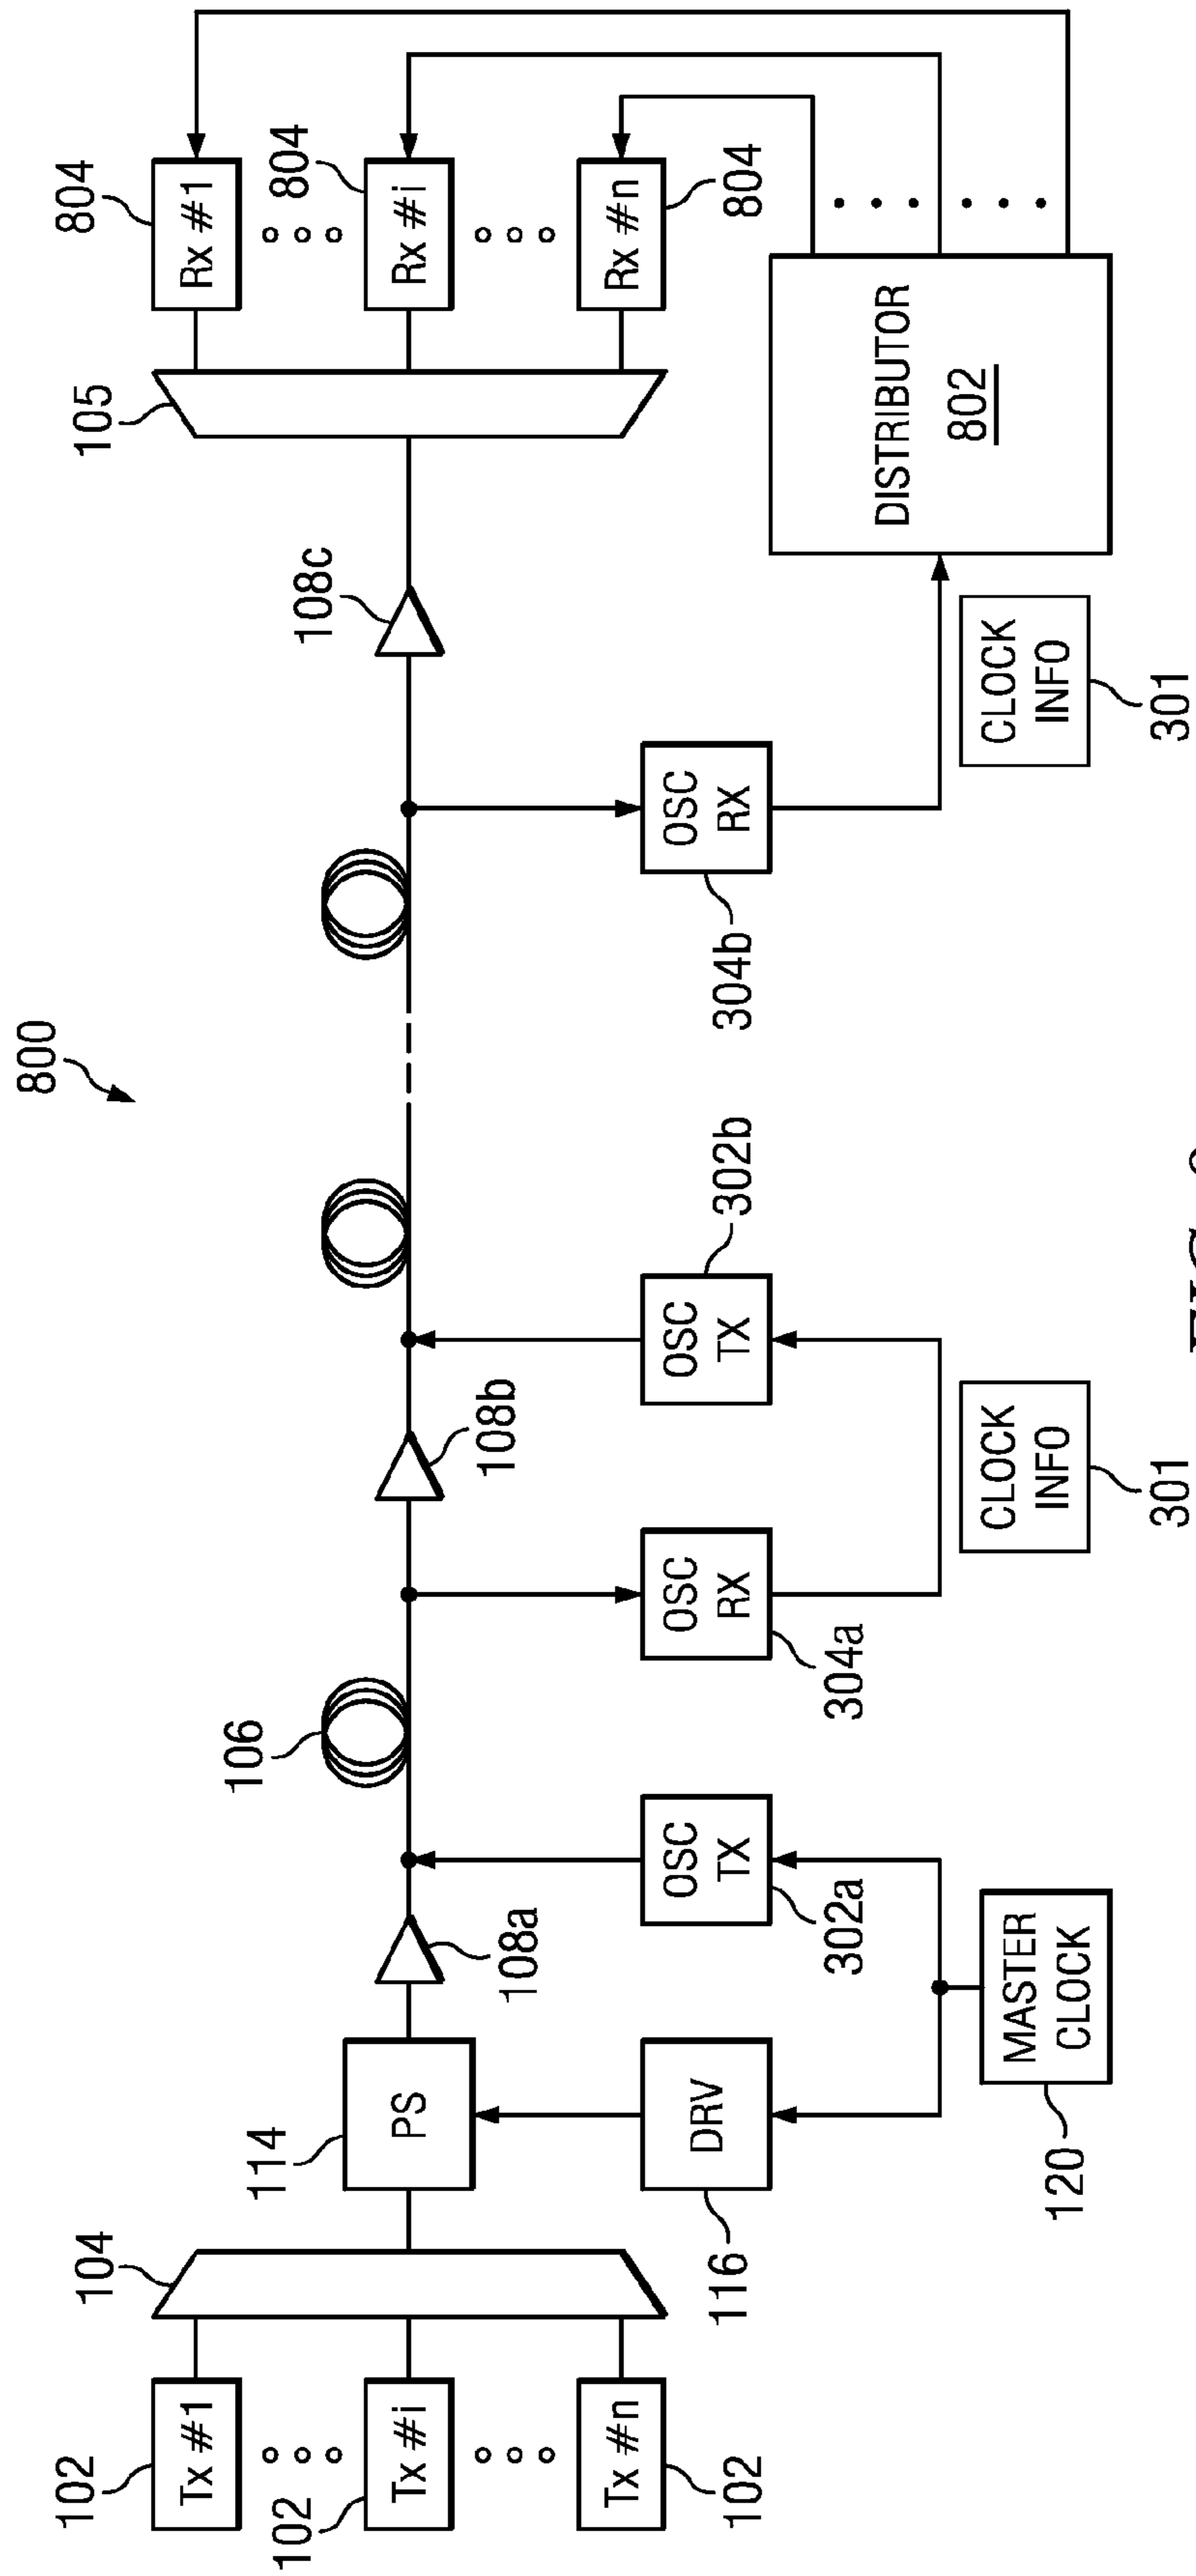 800
102
Tx #1
102
Tx #i
102
Tx #n
104
114
PS
116
DRV
120
MASTER
CLOCK
108a
OSC
TX
302a
106
OSC
RX
304a
108b
OSC
TX
302b
CLOCK
INFO
301
OSC
RX
304b
108c
CLOCK
INFO
301
105
804
Rx #1
804
Rx #i
804
Rx #n
DISTRIBUTOR
802